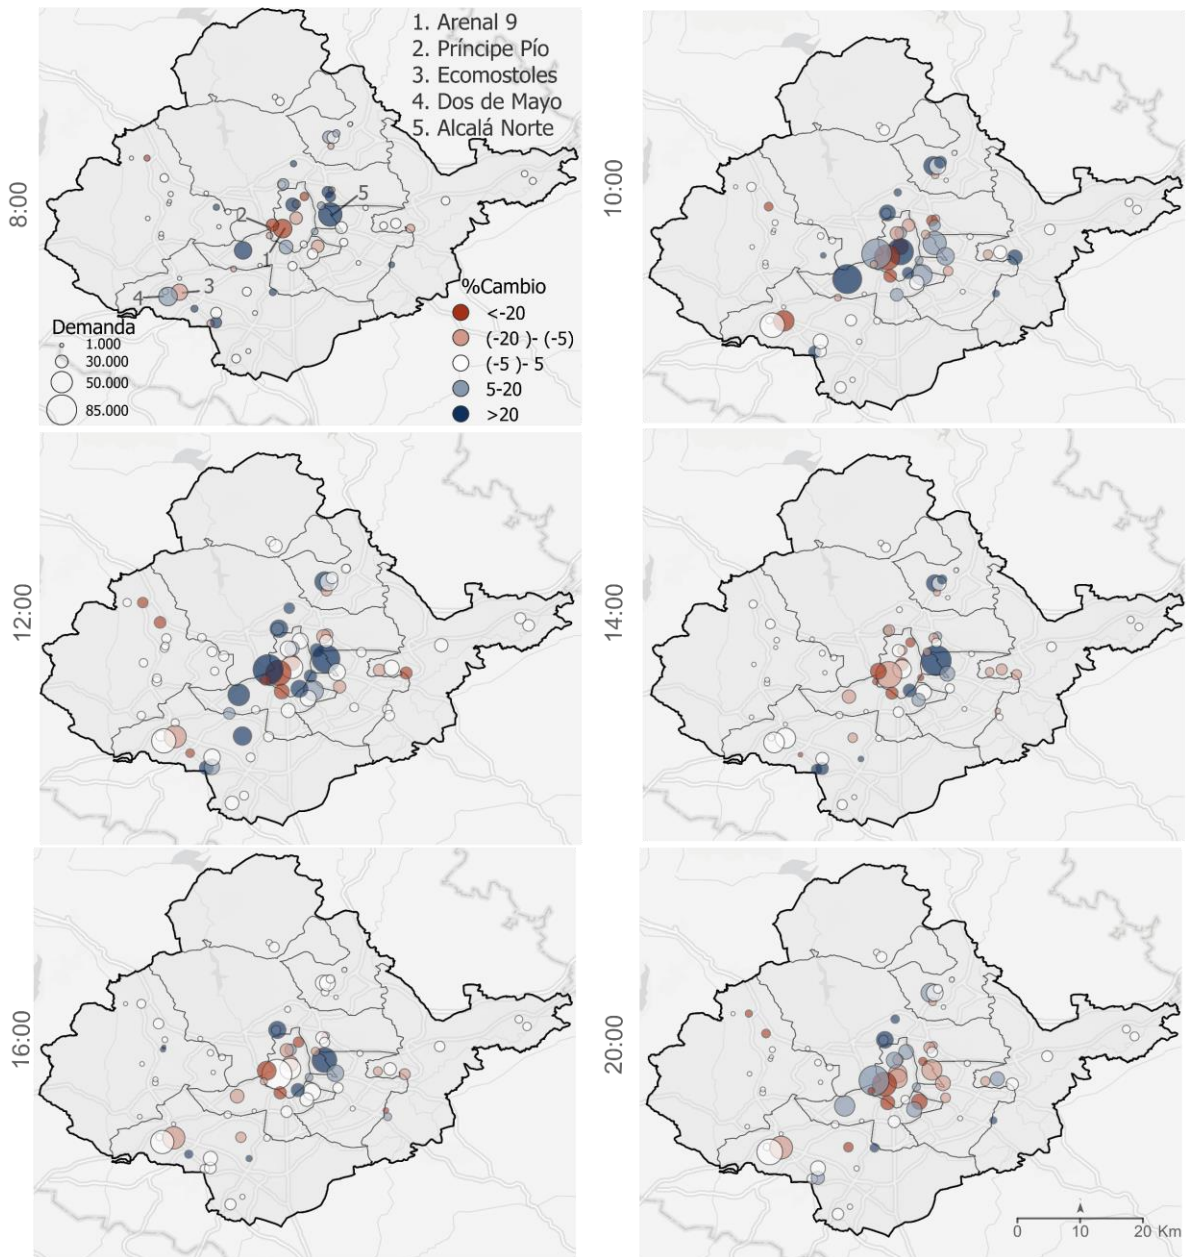 8:00
1. Arenal 9
2. Príncipe Pío
3. Ecomostoles
4. Dos de Mayo
5. Alcalá Norte
5
2
1
3
4
Demanda
1.000
30.000
50.000
85.000
%Cambio
<-20
(-20 )- (-5)
(-5 )- 5
5-20
>20
10:00
12:00
14:00
16:00
20:00
0 10 20 Km